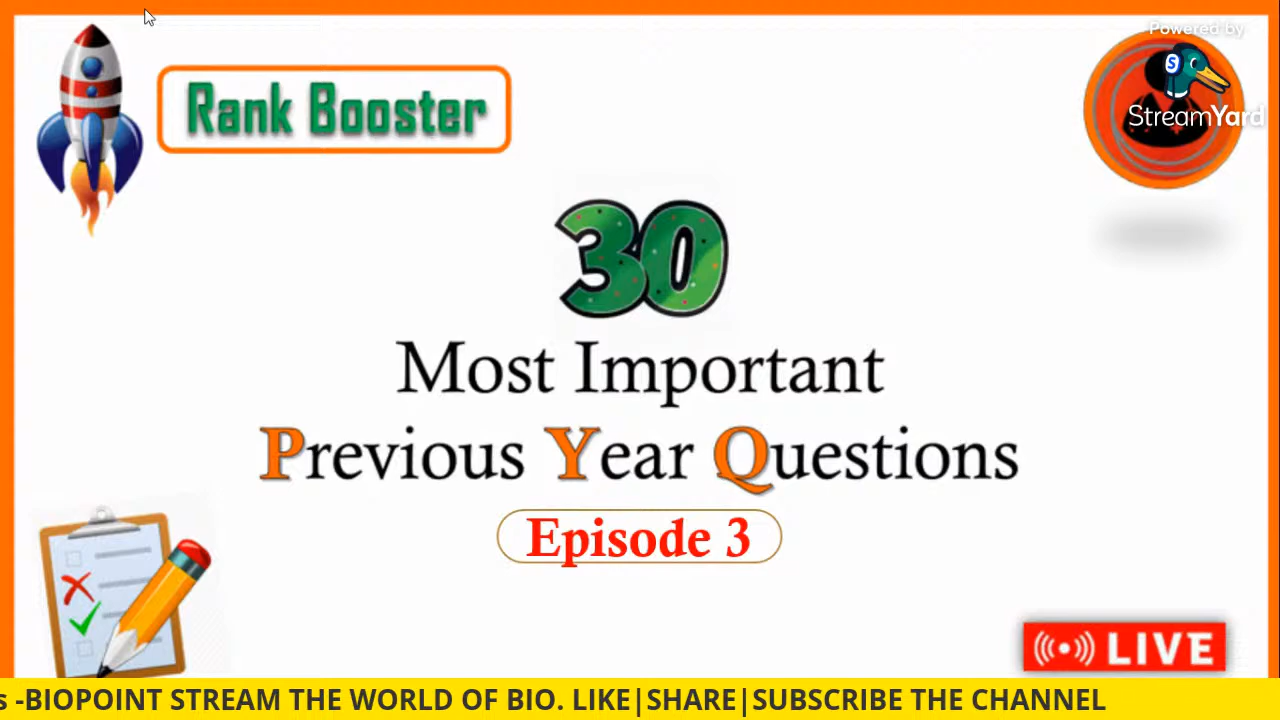 Powered by
Rank Booster
StreamYard
30
Most Important
Previous Year Questions
Episode 3
LIVE
s -BIOPOINT STREAM THE WORLD OF BIO. LIKE|SHARE|SUBSCRIBE THE CHANNEL